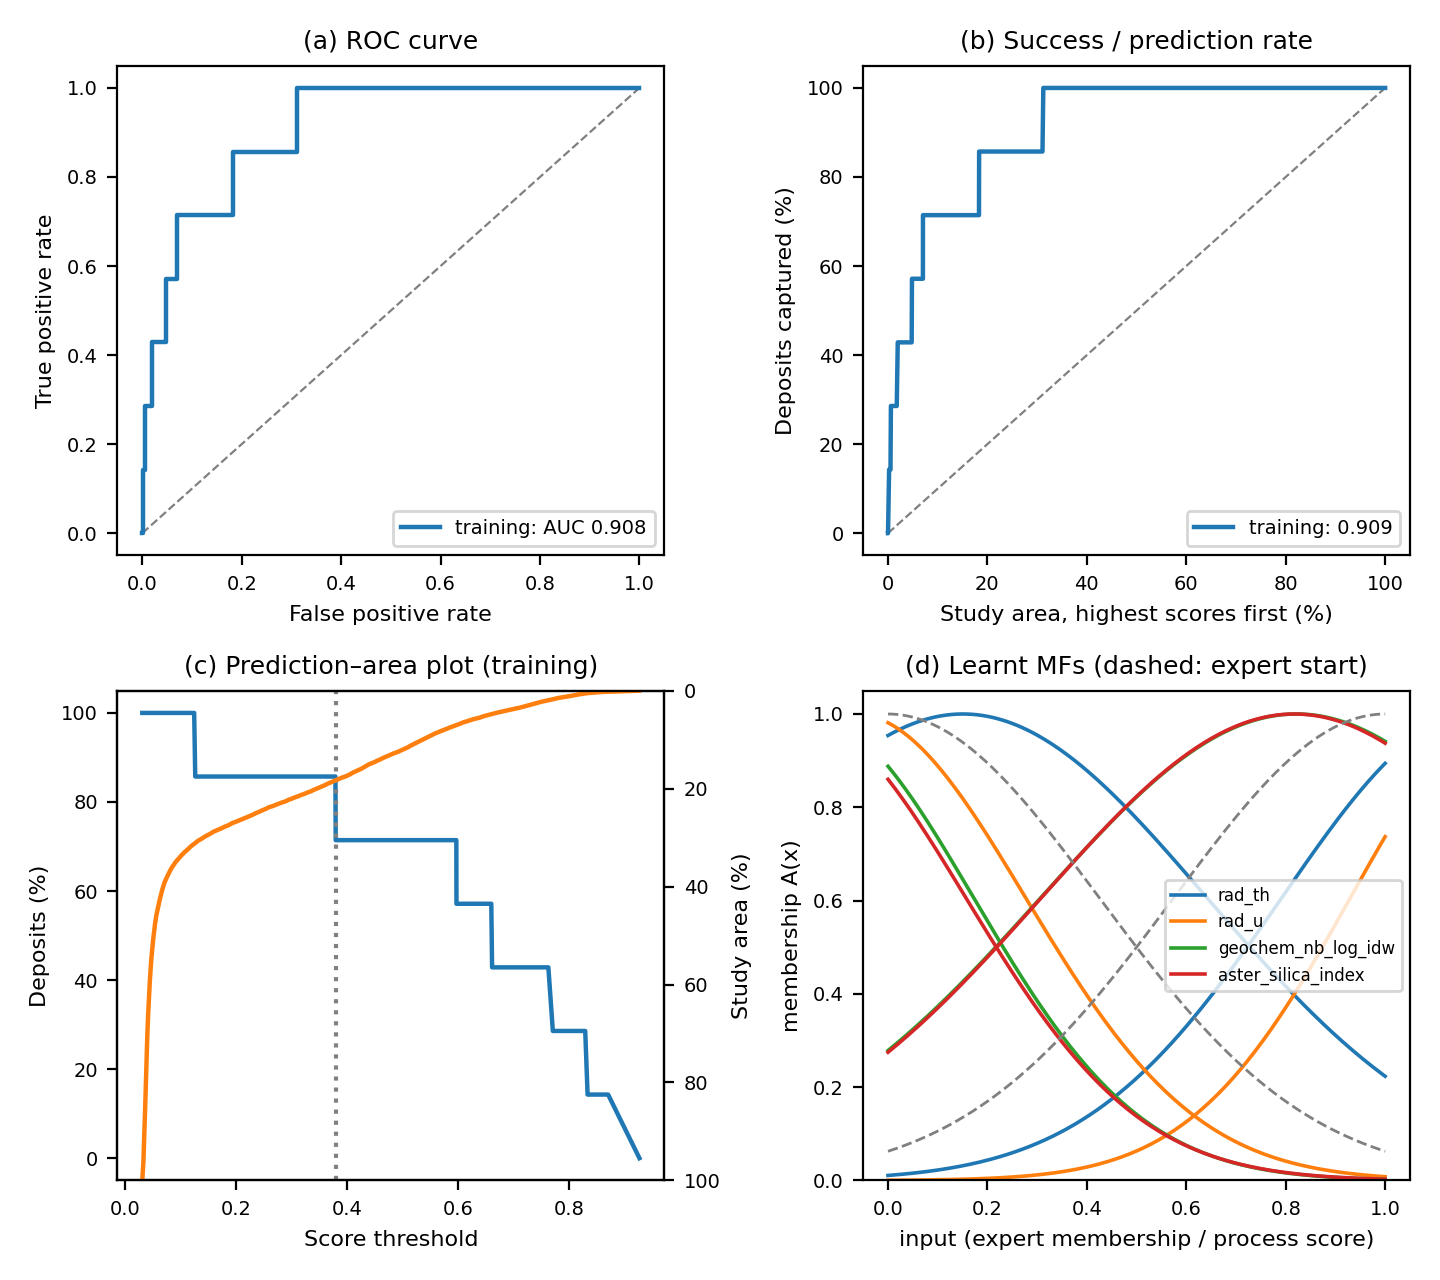 (a) ROC curve
True positive rate
1.0
0.8
0.6
0.4
0.2
0.0
training: AUC 0.908
0.0 0.2 0.4 0.6 0.8 1.0
False positive rate
(b) Success / prediction rate
Deposits captured (%)
100
80
60
40
20
0
training: 0.909
0 20 40 60 80 100
Study area, highest scores first (%)
(c) Prediction–area plot (training)
Deposits (%)
100
80
60
40
20
0
0
20
40
60
80
100
Study area (%)
0.0 0.2 0.4 0.6 0.8
Score threshold
(d) Learnt MFs (dashed: expert start)
membership A(x)
1.0
0.8
0.6
0.4
0.2
0.0
rad_th
rad_u
geochem_nb_log_idw
aster_silica_index
0.0 0.2 0.4 0.6 0.8 1.0
input (expert membership / process score)